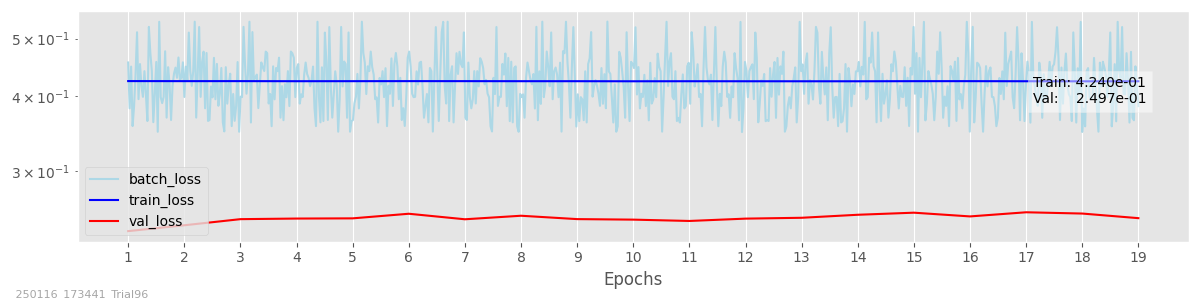 5 × 10⁻¹
4 × 10⁻¹
3 × 10⁻¹
Train: 4.240e-01
Val: 2.497e-01
batch_loss
train_loss
val_loss
1 2 3 4 5 6 7 8 9 10 11 12 13 14 15 16 17 18 19
Epochs
250116_173441_Trial96